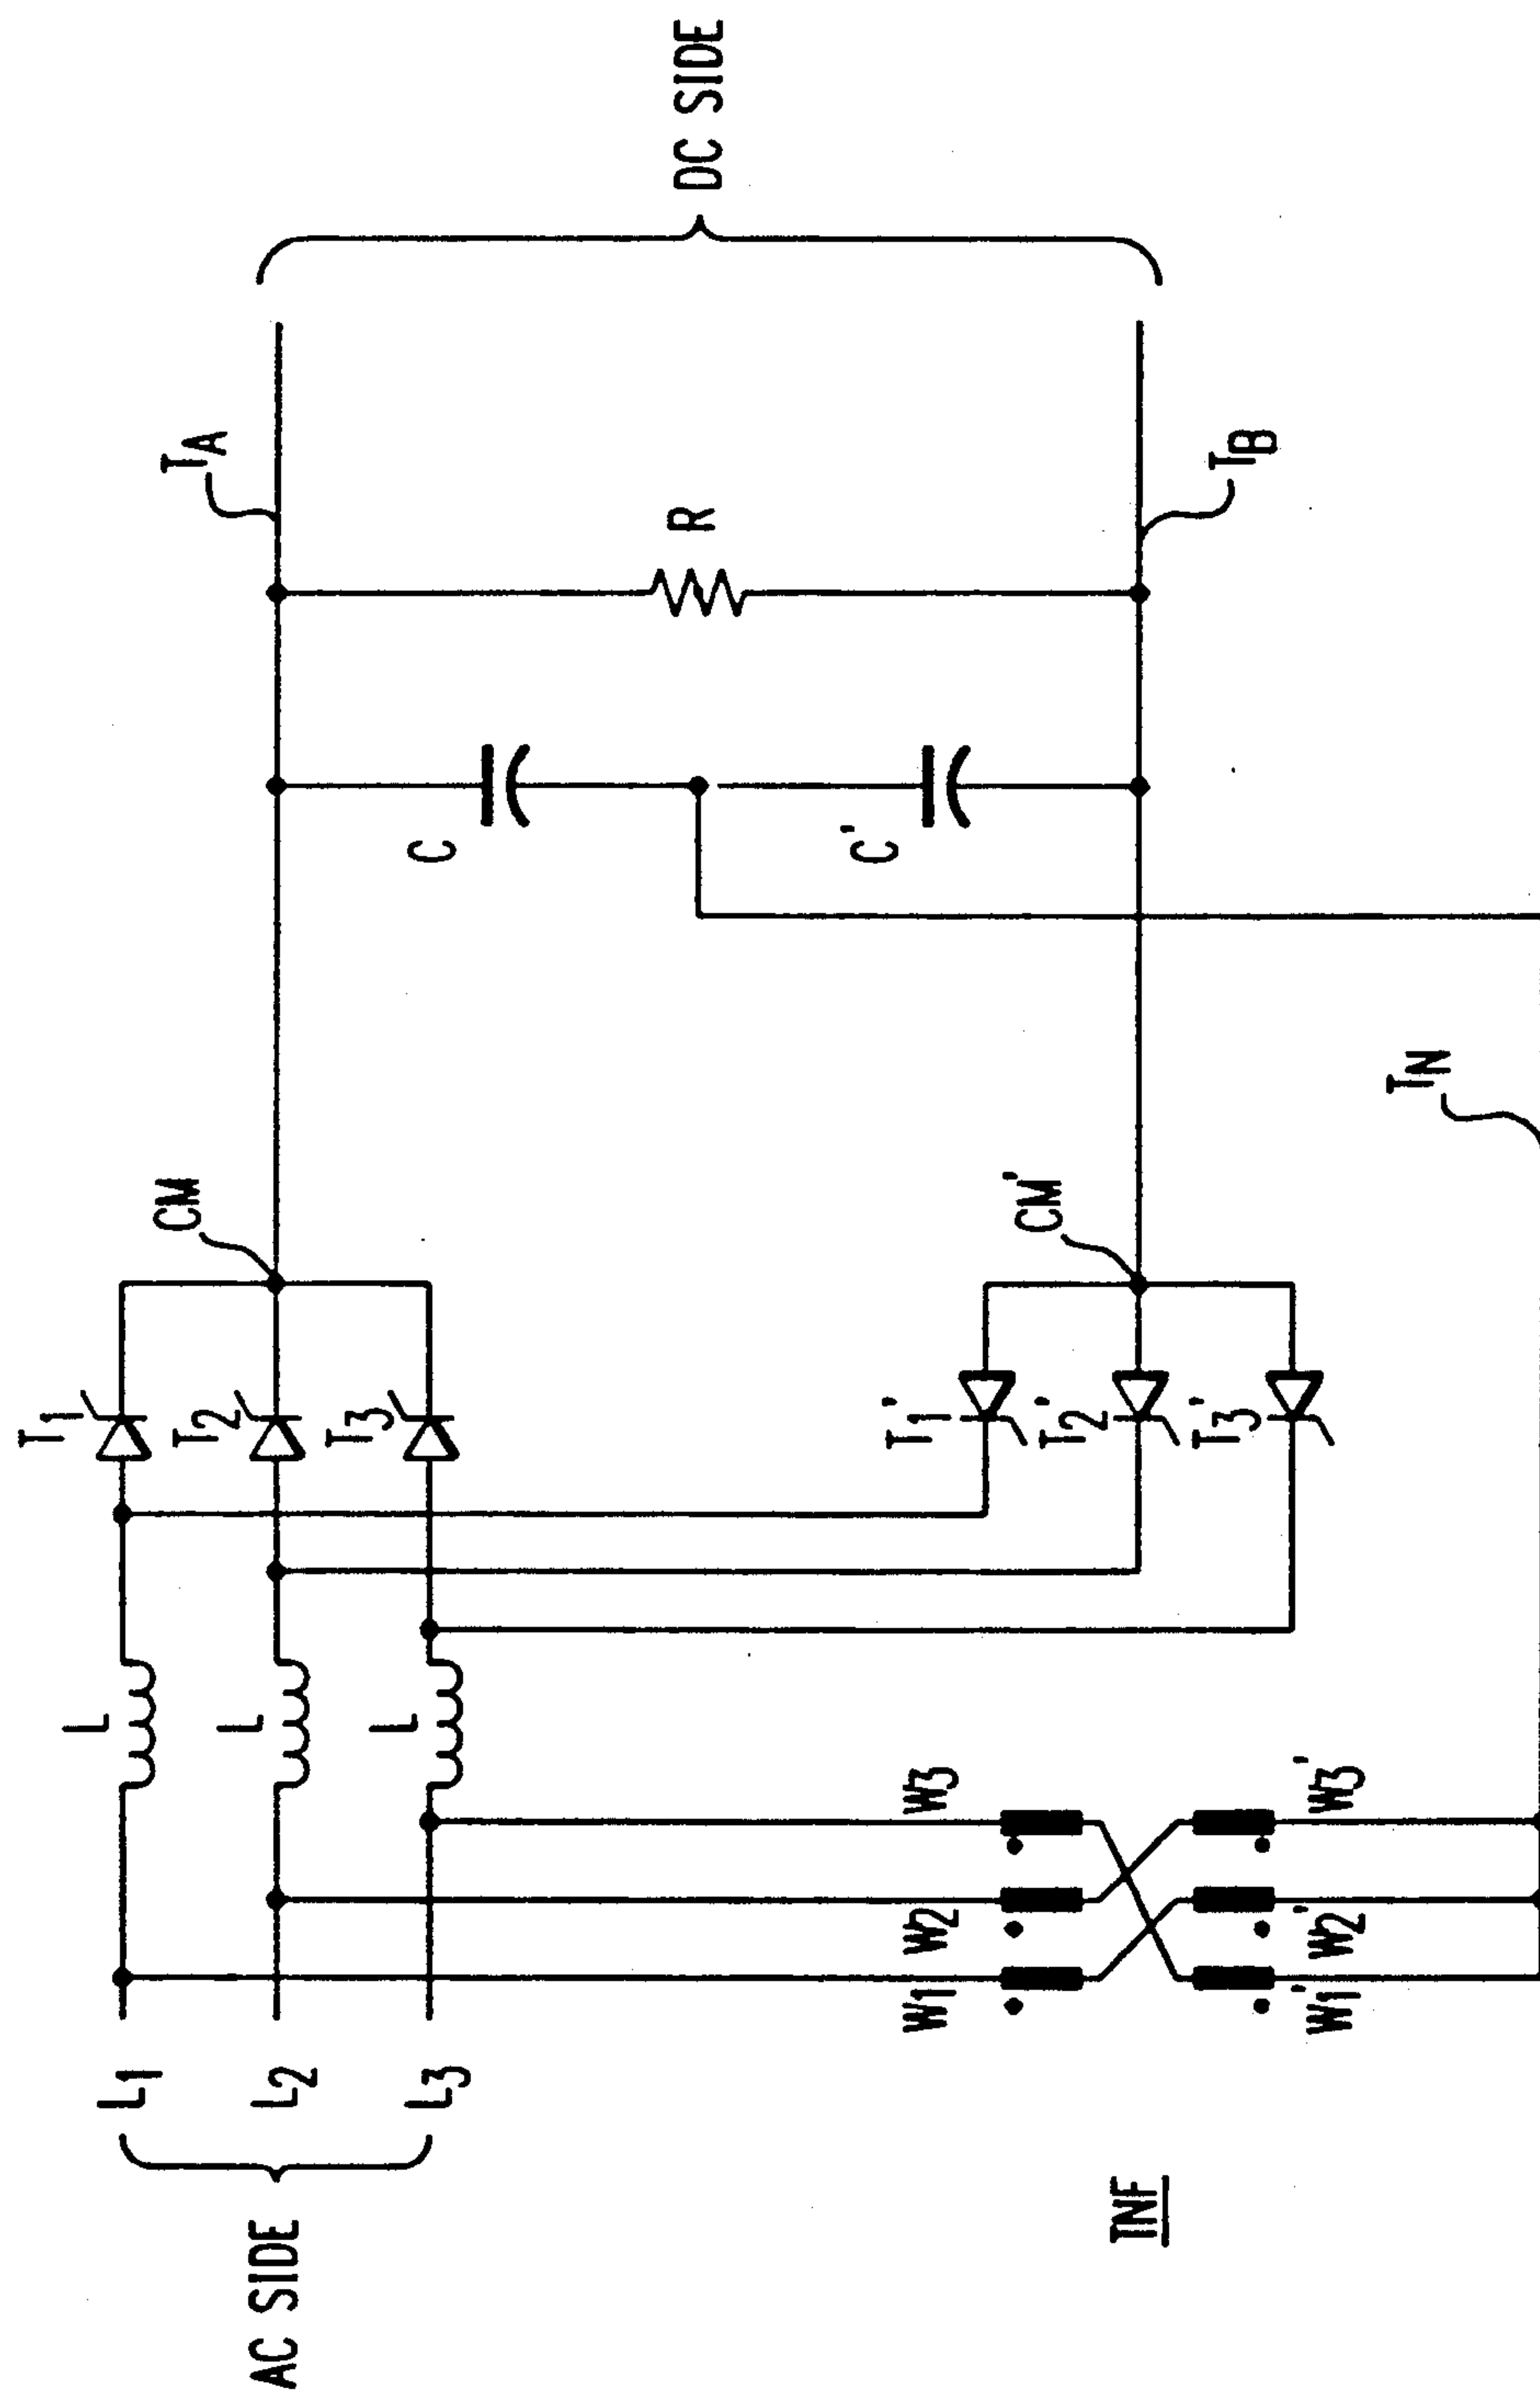 DC SIDE
TA
R
TB
C
C'
TN
CM
CM'
T1
T2
T3
T1'
T2'
T3'
L
L
L
W3
W3'
W2
W2'
W1
W1'
L1
L2
L3
TNF
AC SIDE